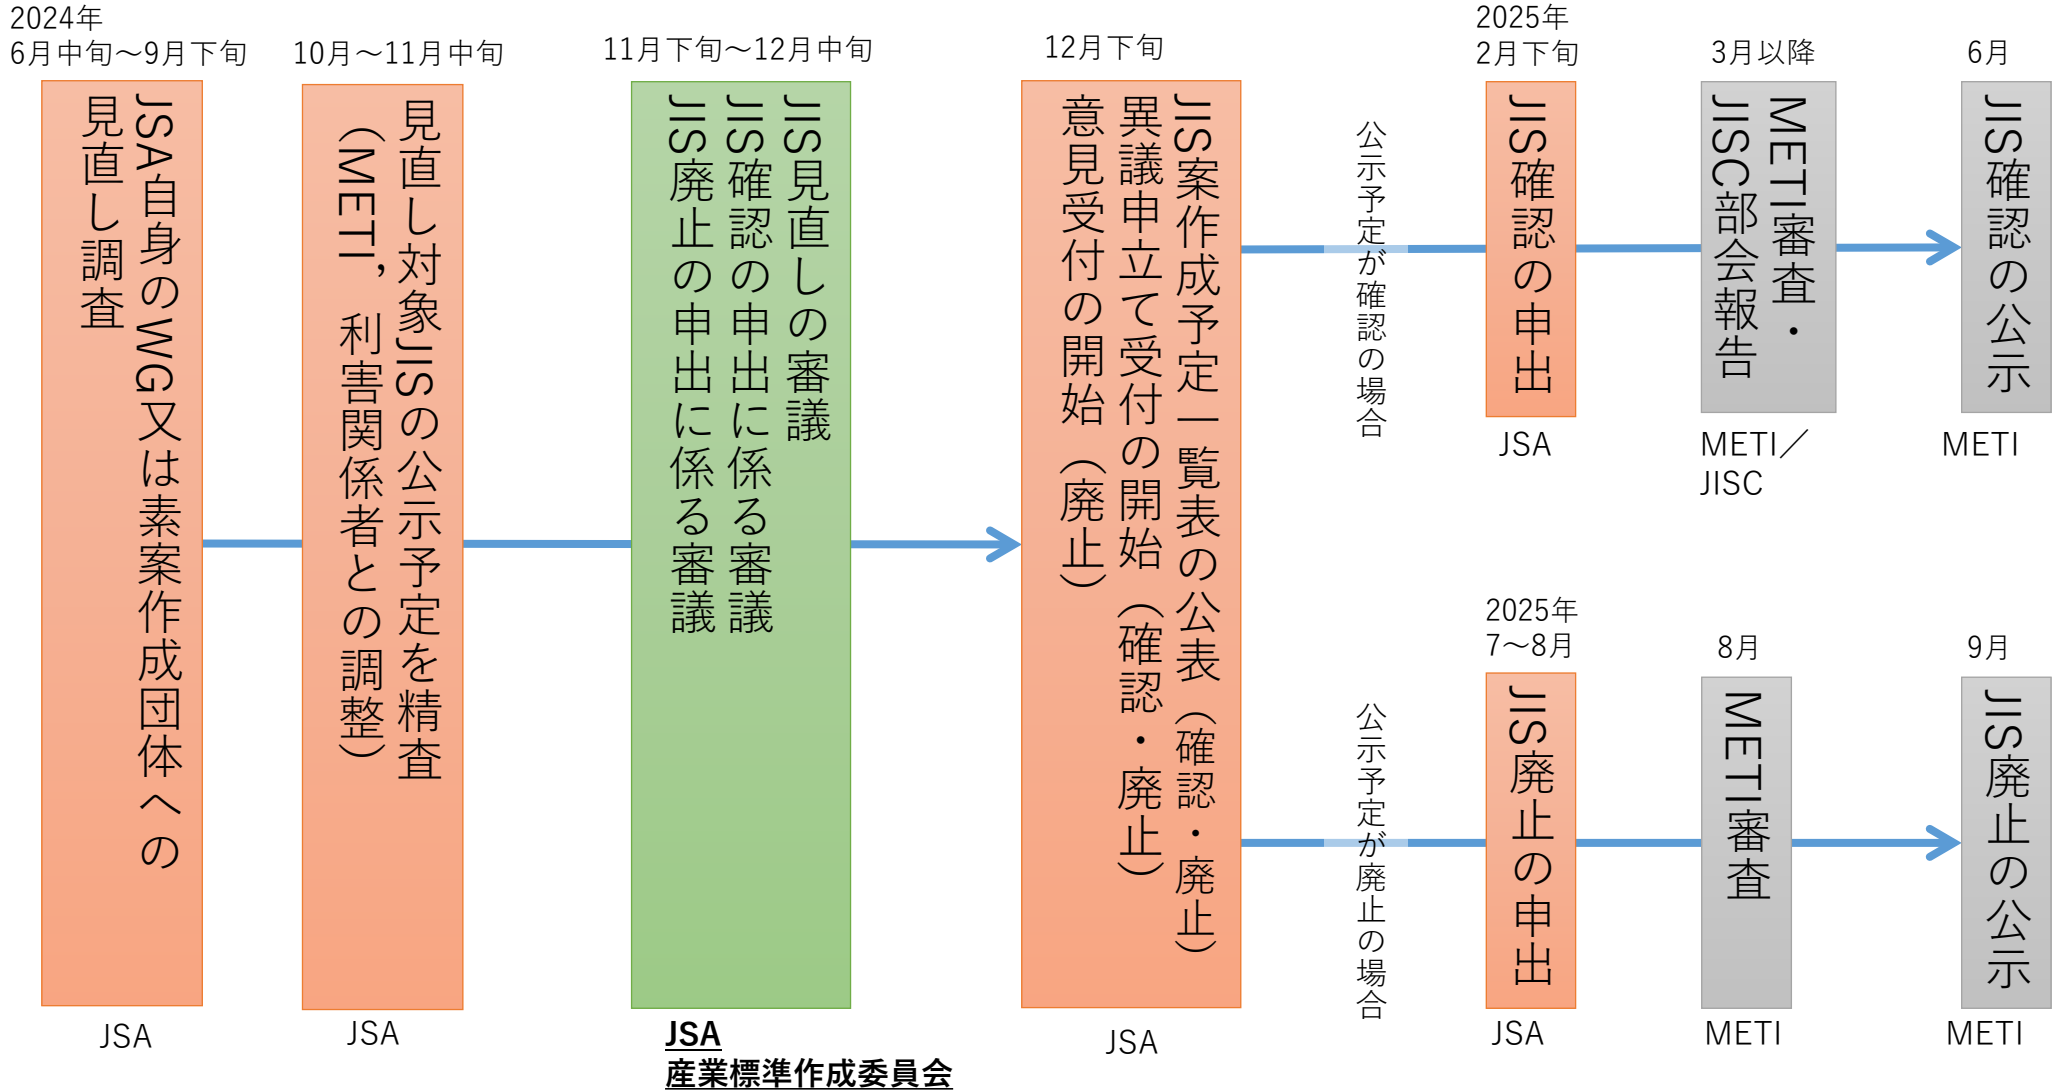 2024年
6月中旬～9月下旬
JSA自身のWG又は素案作成団体への
見直し調査
JSA
10月～11月中旬
見直し対象JISの公示予定を精査
（METI，利害関係者との調整）
JSA
11月下旬～12月中旬
JIS見直しの審議
JIS確認の申出に係る審議
JIS廃止の申出に係る審議
JSA
産業標準作成委員会
12月下旬
JIS案作成予定一覧表の公表（確認・廃止）
異議申立て受付の開始（確認・廃止）
意見受付の開始（廃止）
JSA
公示予定が確認の場合
2025年
2月下旬
JIS確認の申出
JSA
3月以降
METI審査・
JISC部会報告
METI／
JISC
6月
JIS確認の公示
METI
公示予定が廃止の場合
2025年
7～8月
JIS廃止の申出
JSA
8月
METI審査
METI
9月
JIS廃止の公示
METI